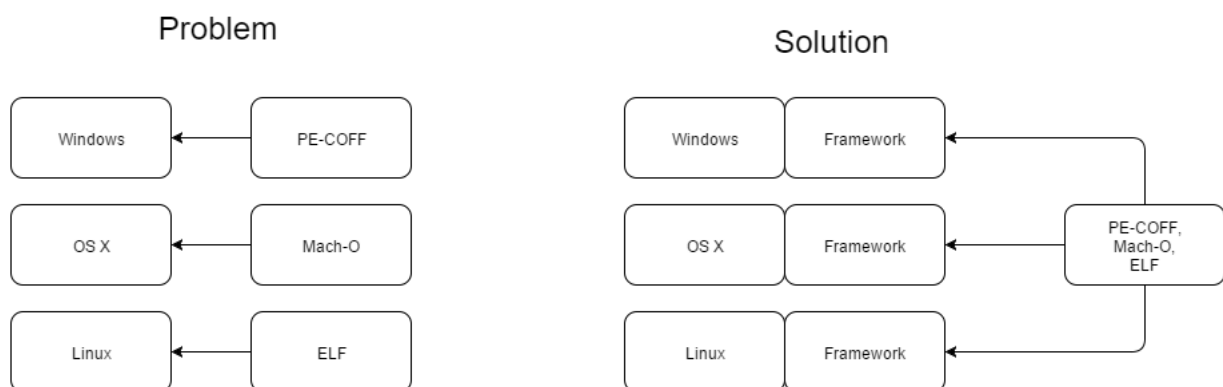 Problem
Solution
Windows
PE-COFF
Windows
Framework
OS X
Mach-O
OS X
Framework
PE-COFF,
Mach-O,
ELF
Linux
ELF
Linux
Framework